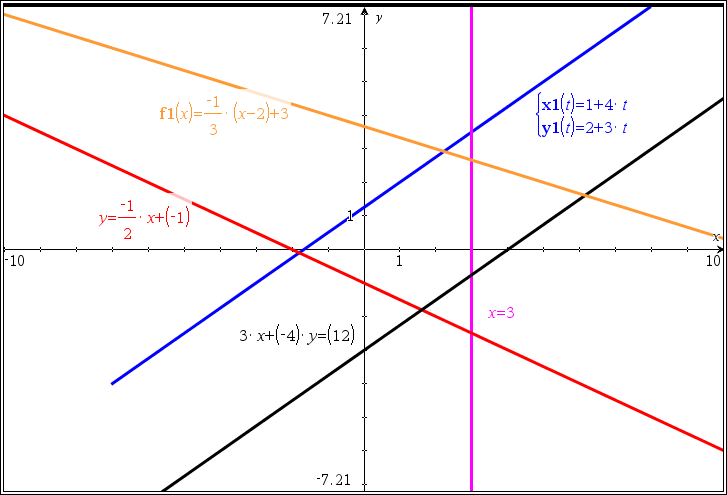 7.21 y
x1(t)=1+4· t
y1(t)=2+3· t
f1(x)=-1/3 · (x-2)+3
y=-1/2 · x+(-1)
1
x
-10 1 10
x=3
3· x+(-4)· y=(12)
-7.21